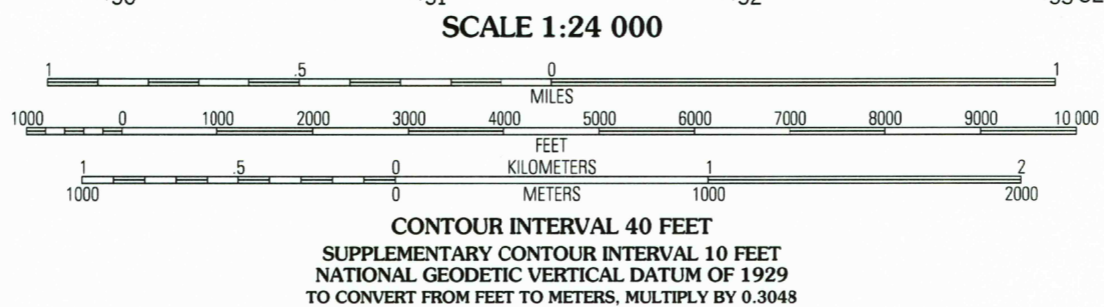 SCALE 1:24 000
1 .5 0 1
MILES
1000 0 1000 2000 3000 4000 5000 6000 7000 8000 9000 10 000
FEET
1 .5 0 KILOMETERS 1 2
1000 0 METERS 1000 2000
CONTOUR INTERVAL 40 FEET
SUPPLEMENTARY CONTOUR INTERVAL 10 FEET
NATIONAL GEODETIC VERTICAL DATUM OF 1929
TO CONVERT FROM FEET TO METERS, MULTIPLY BY 0.3048